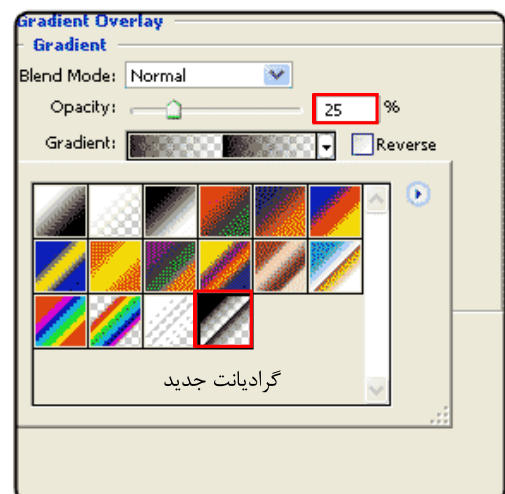 Gradient Overlay
Gradient
Blend Mode: Normal
Opacity: 25 %
Gradient: Reverse
گرادیانت جدید